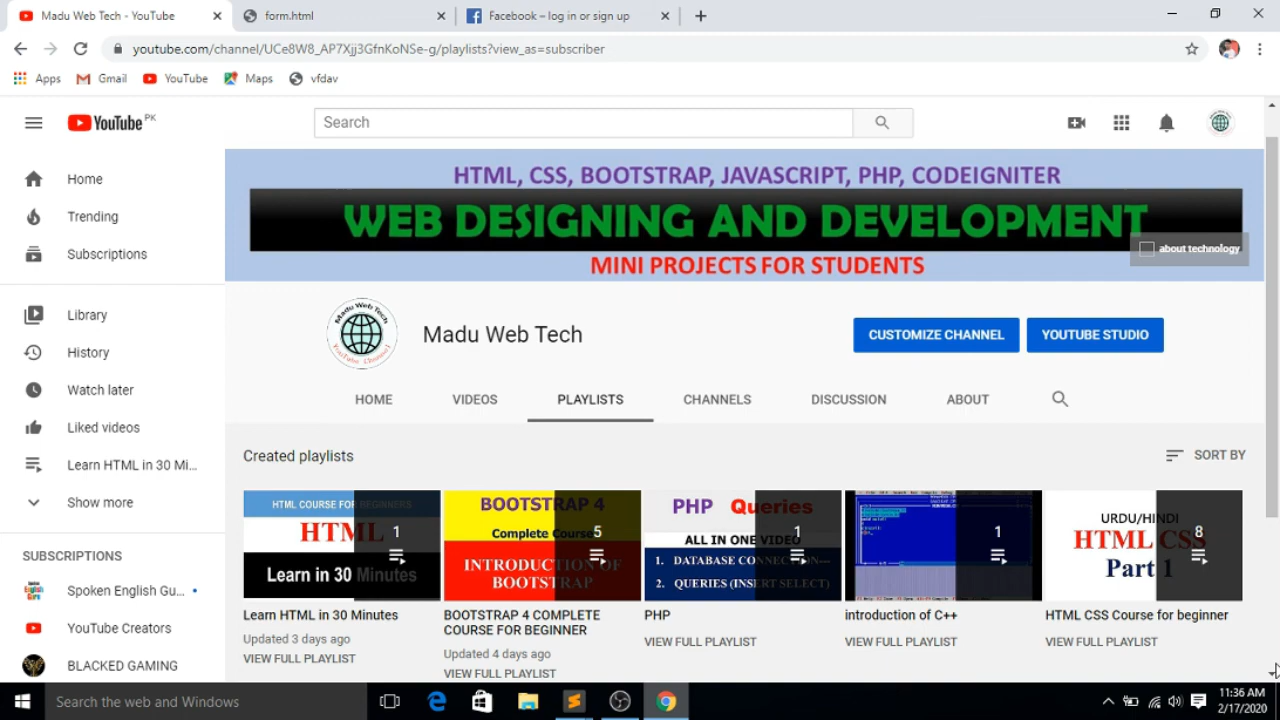 Madu Web Tech - YouTube
form.html
Facebook – log in or sign up
youtube.com/channel/UCe8W8_AP7Xjj3GfnKoNSe-g/playlists?view_as=subscriber
Apps
Gmail
YouTube
Maps
vfdav
YouTube PK
Search
Home
Trending
Subscriptions
Library
History
Watch later
Liked videos
Learn HTML in 30 Mi...
Show more
SUBSCRIPTIONS
Spoken English Gu...
YouTube Creators
BLACKED GAMING
HTML, CSS, BOOTSTRAP, JAVASCRIPT, PHP, CODEIGNITER
WEB DESIGNING AND DEVELOPMENT
MINI PROJECTS FOR STUDENTS
about technology
Madu Web Tech
YouTube Channel
Madu Web Tech
CUSTOMIZE CHANNEL
YOUTUBE STUDIO
HOME
VIDEOS
PLAYLISTS
CHANNELS
DISCUSSION
ABOUT
Created playlists
SORT BY
HTML COURSE FOR BEGINNERS
HTML
Learn in 30 Minutes
1
Learn HTML in 30 Minutes
Updated 3 days ago
VIEW FULL PLAYLIST
BOOTSTRAP 4
Complete Course
INTRODUCTION OF
BOOTSTRAP
5
BOOTSTRAP 4 COMPLETE
COURSE FOR BEGINNER
Updated 4 days ago
VIEW FULL PLAYLIST
PHP Queries
ALL IN ONE VIDEO
1. DATABASE CONNECTION---
2. QUERIES (INSERT SELECT)
1
PHP
VIEW FULL PLAYLIST
1
introduction of C++
VIEW FULL PLAYLIST
URDU/HINDI
HTML CSS
Part 1
8
HTML CSS Course for beginner
VIEW FULL PLAYLIST
Search the web and Windows
11:36 AM
2/17/2020